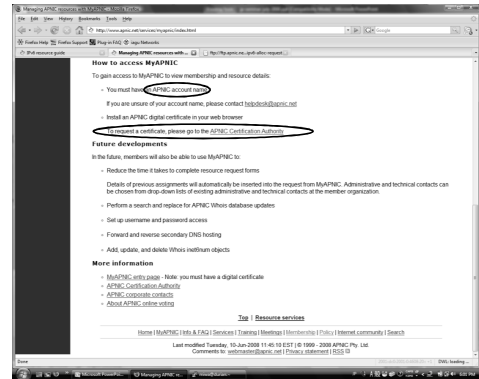 Managing APNIC resources with MyAPNIC - Mozilla Firefox
File Edit View History Bookmarks Tools Help
http://www.apnic.net/services/myapnic/index.html
Google
Firefox Help Firefox Support Plug-in FAQ
IPv6 resource guide Managing APNIC resources with ...
How to access MyAPNIC
To gain access to MyAPNIC to view membership and resource details:
You must have an APNIC account name
If you are unsure of your account name, please contact helpdesk@apnic.net
Install an APNIC digital certificate in your web browser
To request a certificate, please go to the APNIC Certification Authority
Future developments
In the future, members will also be able to use MyAPNIC to:
Reduce the time it takes to complete resource request forms
Details of previous assignments will automatically be inserted into the request from MyAPNIC. Administrative and technical contacts can
be chosen from drop-down lists of existing administrative and technical contacts at the member organization.
Perform a search and replace for APNIC Whois database updates
Set up username and password access
Forward and reverse secondary DNS hosting
Add, update, and delete Whois inet6num objects
More information
MyAPNIC entry page - Note: you must have a digital certificate
APNIC Certification Authority
APNIC corporate contacts
About APNIC online voting
Top | Resource services
Home | MyAPNIC | Info & FAQ | Services | Training | Meetings | Membership | Policy | Internet community | Search
Last modified Tuesday, 10-Jun-2008 11:45:10 EST | © 1999 - 2008 APNIC Pty. Ltd.
Comments to: webmaster@apnic.net | Privacy statement | RSS
Done